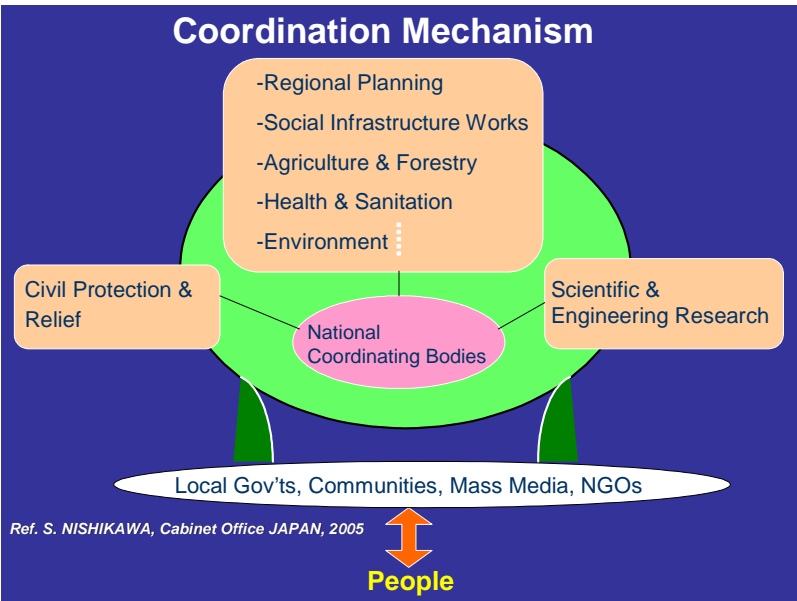 Coordination Mechanism
-Regional Planning
-Social Infrastructure Works
-Agriculture & Forestry
-Health & Sanitation
-Environment
Civil Protection &
Relief
National
Coordinating Bodies
Scientific &
Engineering Research
Local Gov'ts, Communities, Mass Media, NGOs
Ref. S. NISHIKAWA, Cabinet Office JAPAN, 2005
People